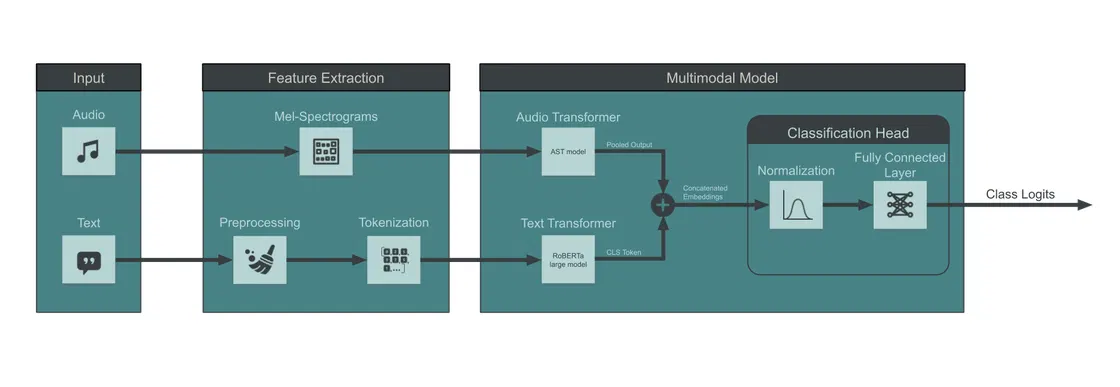 Input
Feature Extraction
Multimodal Model
Audio
Mel-Spectrograms
Audio Transformer
AST model
Pooled Output
Classification Head
Normalization
Fully Connected
Layer
Concatenated
Embeddings
Class Logits
Text
Preprocessing
Tokenization
Text Transformer
RoBERTa
large model
CLS Token